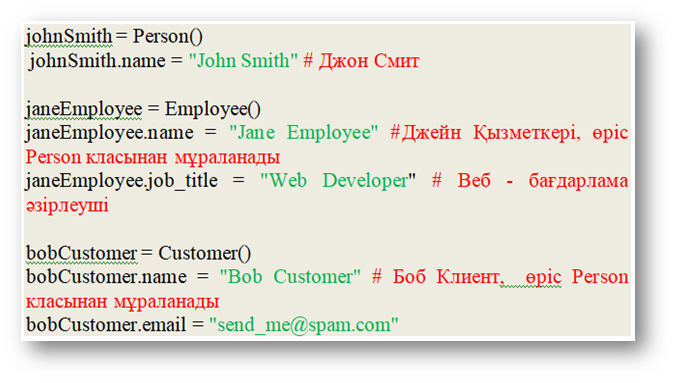 johnSmith = Person()
johnSmith.name = "John Smith" # Джон Смит
janeEmployee = Employee()
janeEmployee.name = "Jane Employee" #Джейн Қызметкері, өріс
Person класынан мұраланады
janeEmployee.job_title = "Web Developer" # Веб - бағдарлама
әзірлеуші
bobCustomer = Customer()
bobCustomer.name = "Bob Customer" # Боб Клиент, өріс Person
класынан мұраланады
bobCustomer.email = "send_me@spam.com"